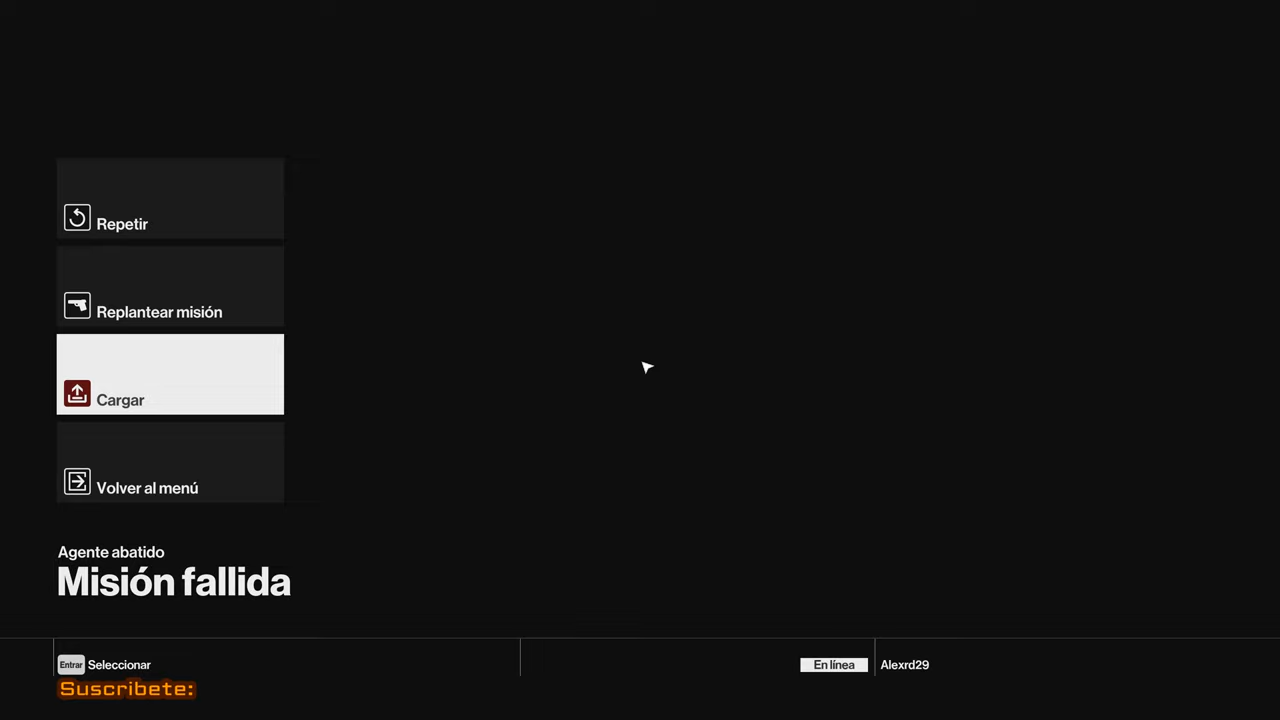 Repetir
Replantear misión
Cargar
Volver al menú
Agente abatido
Misión fallida
Entrar Seleccionar
En línea Alexrd29
Suscribete: